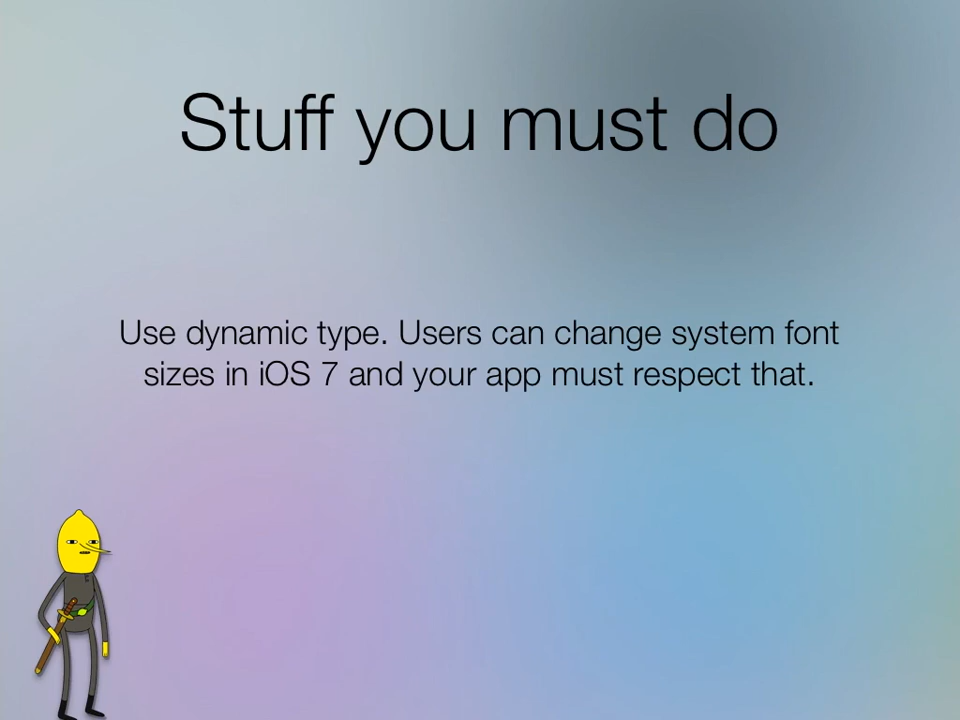 Stuff you must do
Use dynamic type. Users can change system font
sizes in iOS 7 and your app must respect that.